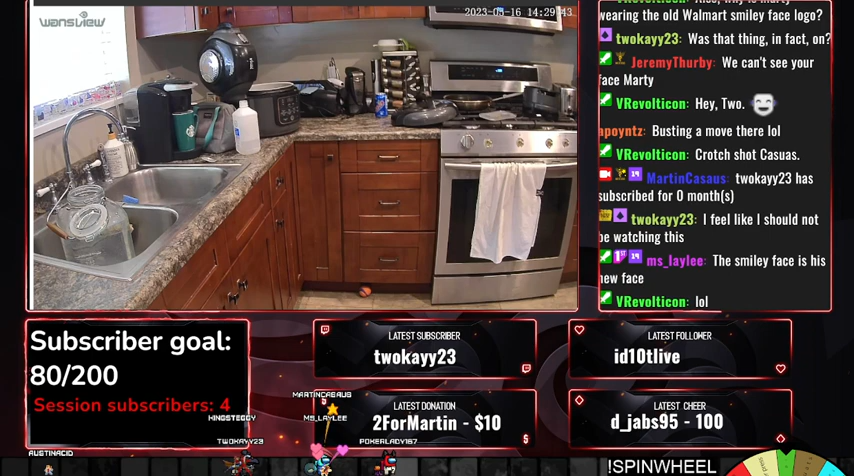 wansview
2023-03-16 14:29:43
wearing the old Walmart smiley face logo?
twokayy23: Was that thing, in fact, on?
JeremyThurby: We can't see your
face Marty
VRevolticon: Hey, Two.
npoyntz: Busting a move there lol
VRevolticon: Crotch shot Casuas.
MartinCasaus: twokayy23 has
subscribed for 0 month(s)
twokayy23: I feel like I should not
be watching this
ms_laylee: The smiley face is his
new face
VRevolticon: lol
Subscriber goal:
80/200
Session subscribers: 4
LATEST SUBSCRIBER
twokayy23
LATEST FOLLOWER
id10tlive
LATEST DONATION
2ForMartin - $10
LATEST CHEER
d_jabs95 - 100
MARTINCASAUS
KINGSTEGGY
MS_LAYLEE
TWOKAYY23
POKERLADY187
AUSTINACID
!SPINWHEEL